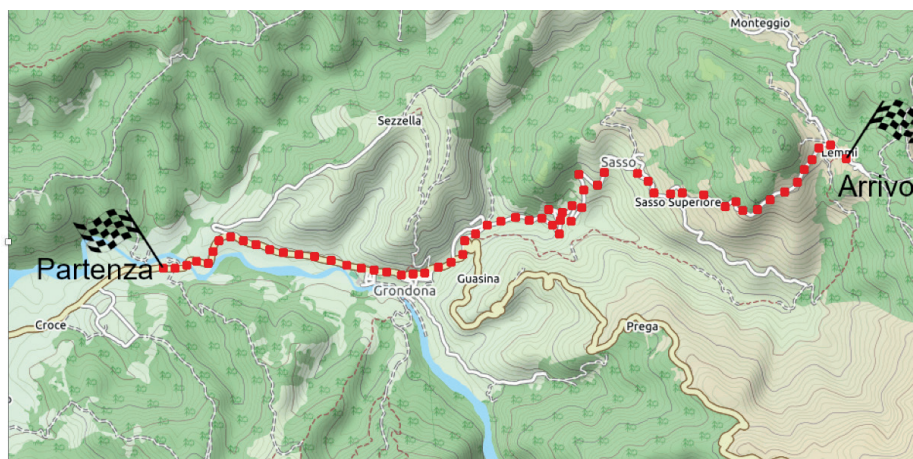 Monteggio
Sezzella
Lemmi
Sasso
Arrivo
Sasso Superiore
Partenza
Guasina
Grondona
Croce
Prega